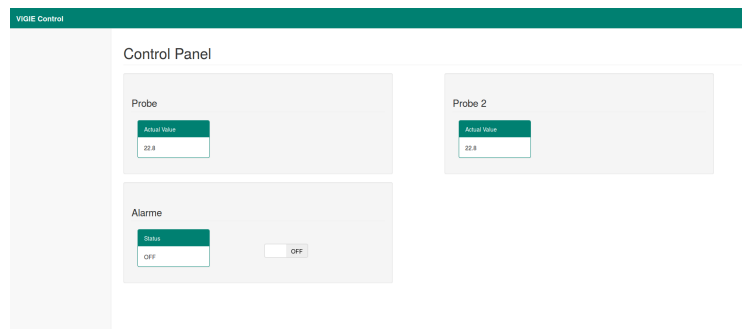 VIGIE Control
Control Panel
Probe
Actual Value
22.8
Probe 2
Actual Value
22.8
Alarme
Status
OFF
OFF